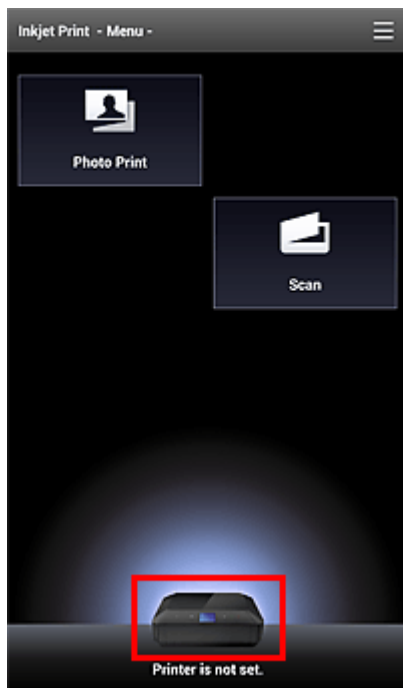 Inkjet Print - Menu -
Photo Print
Scan
Printer is not set.